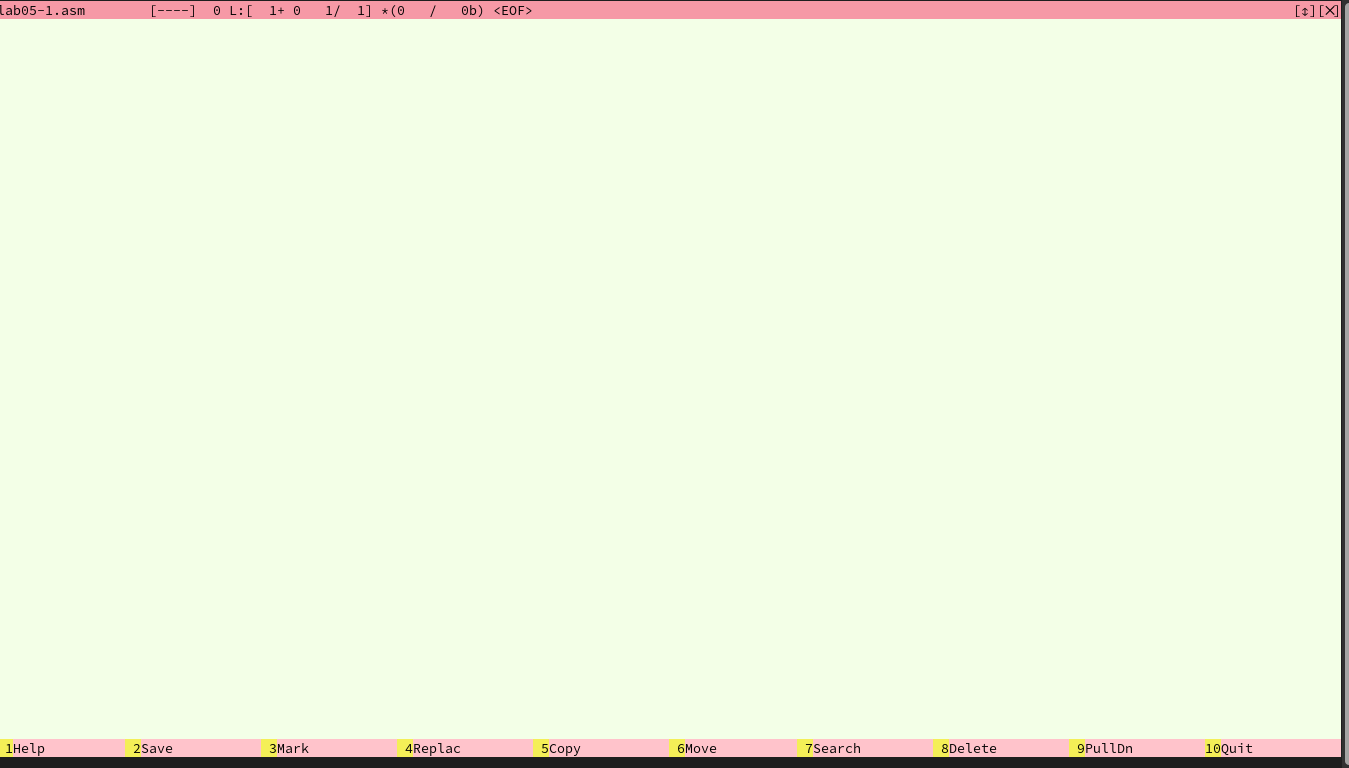 lab05-1.asm [----] 0 L:[ 1+ 0 1/ 1] *(0 / 0b) <EOF> [↕][X]
1Help 2Save 3Mark 4Replac 5Copy 6Move 7Search 8Delete 9PullDn 10Quit